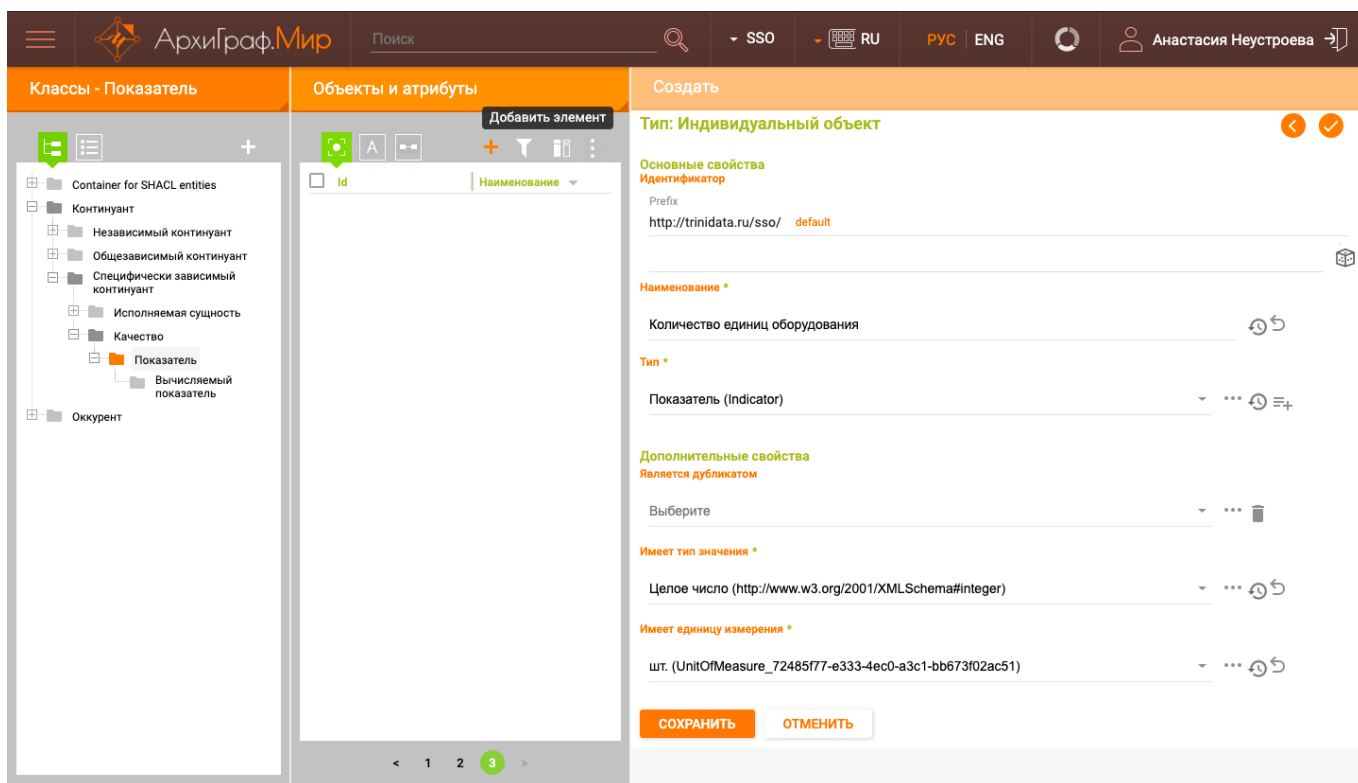 АрхиГраф.Мир
Поиск
SSO
RU
РУС | ENG
Анастасия Неустроева
Классы - Показатель
Объекты и атрибуты
Создать
Добавить элемент
Id
Наименование
Container for SHACL entities
Континуант
Независимый континуант
Общезависимый континуант
Специфически зависимый
континуант
Исполняемая сущность
Качество
Показатель
Вычисляемый
показатель
Оккурент
< 1 2 3 >
Тип: Индивидуальный объект
Основные свойства
Идентификатор
Prefix
http://trinidata.ru/sso/ default
Наименование *
Количество единиц оборудования
Тип *
Показатель (Indicator)
Дополнительные свойства
Является дубликатом
Выберите
Имеет тип значения *
Целое число (http://www.w3.org/2001/XMLSchema#integer)
Имеет единицу измерения *
шт. (UnitOfMeasure_72485f77-e333-4ec0-a3c1-bb673f02ac51)
СОХРАНИТЬ
ОТМЕНИТЬ